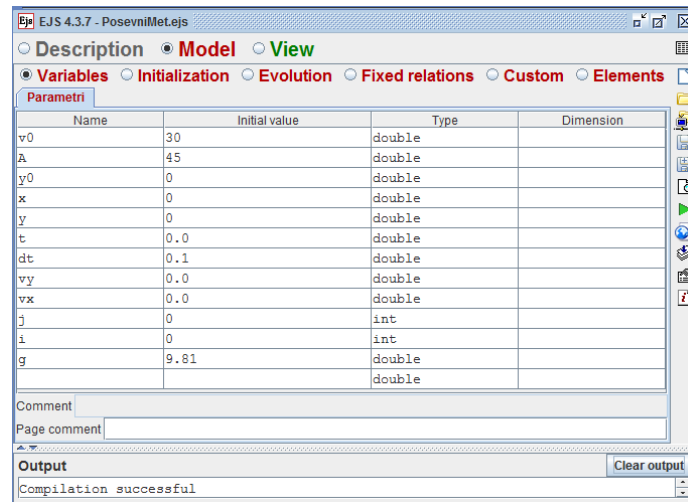 Ejs EJS 4.3.7 - PosevniMet.ejs
Description Model View
Variables Initialization Evolution Fixed relations Custom Elements
Parametri
Name Initial value Type Dimension
v0 30 double
A 45 double
y0 0 double
x 0 double
y 0 double
t 0.0 double
dt 0.1 double
vy 0.0 double
vx 0.0 double
j 0 int
i 0 int
g 9.81 double
double
Comment
Page comment
Output Clear output
Compilation successful